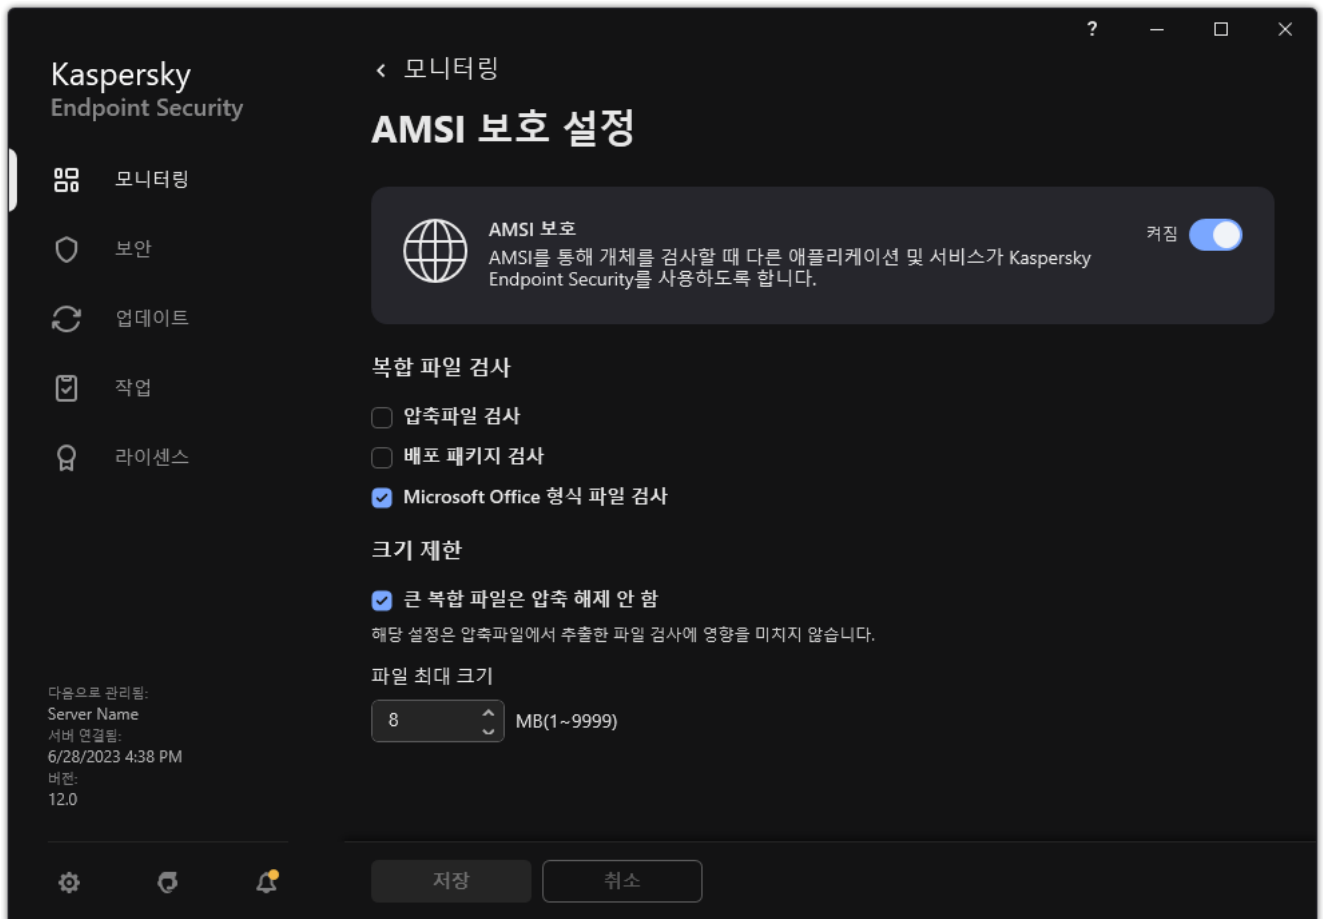 ?
Kaspersky
Endpoint Security
모니터링
보안
업데이트
작업
라이센스
다음으로 관리됨:
Server Name
서버 연결됨:
6/28/2023 4:38 PM
버전:
12.0
모니터링
AMSI 보호 설정
AMSI 보호
켜짐
AMSI를 통해 개체를 검사할 때 다른 애플리케이션 및 서비스가 Kaspersky
Endpoint Security를 사용하도록 합니다.
복합 파일 검사
압축파일 검사
배포 패키지 검사
Microsoft Office 형식 파일 검사
크기 제한
큰 복합 파일은 압축 해제 안 함
해당 설정은 압축파일에서 추출한 파일 검사에 영향을 미치지 않습니다.
파일 최대 크기
8 MB(1~9999)
저장
취소